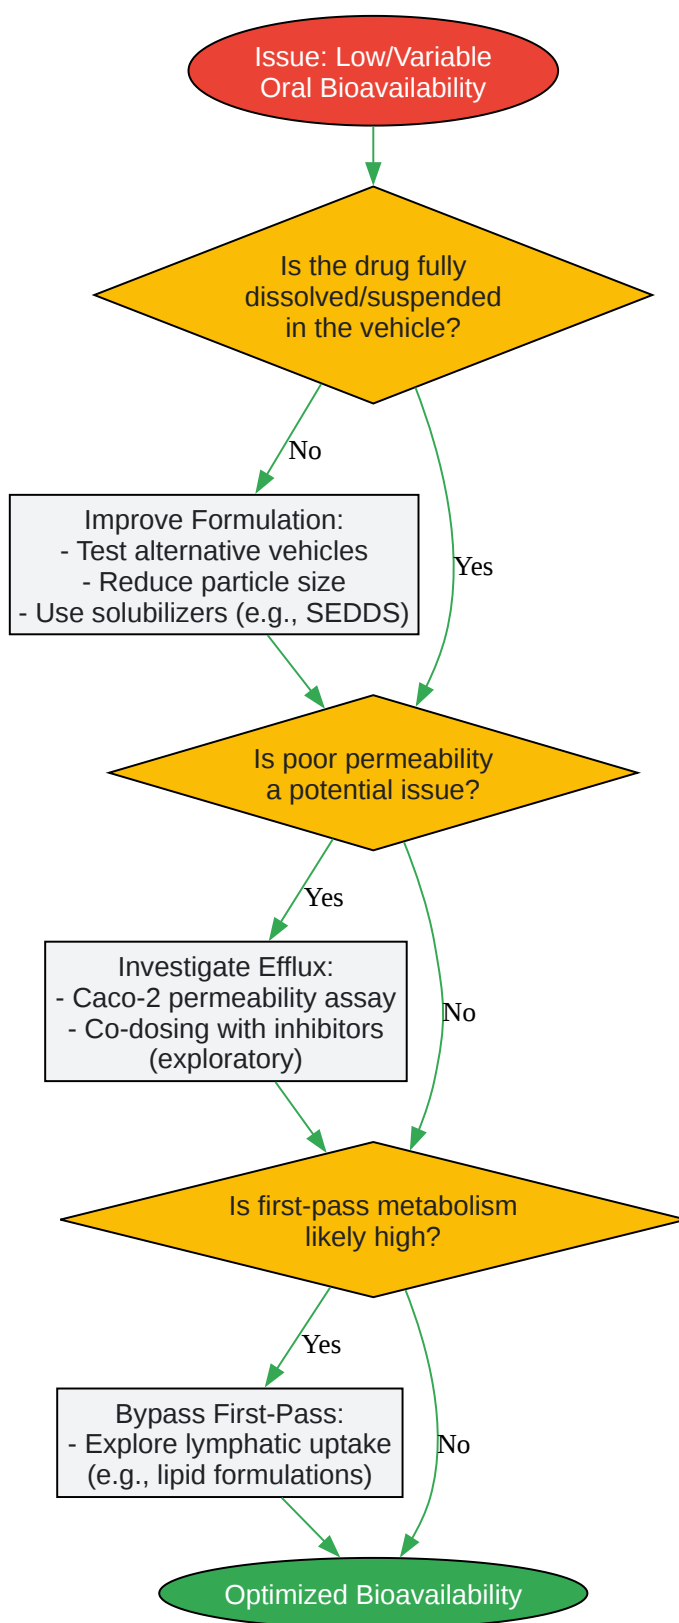 Issue: Low/Variable
Oral Bioavailability
Is the drug fully
dissolved/suspended
in the vehicle?
No
Yes
Improve Formulation:
- Test alternative vehicles
- Reduce particle size
- Use solubilizers (e.g., SEDDS)
Is poor permeability
a potential issue?
Yes
No
Investigate Efflux:
- Caco-2 permeability assay
- Co-dosing with inhibitors
(exploratory)
Is first-pass metabolism
likely high?
Yes
No
Bypass First-Pass:
- Explore lymphatic uptake
(e.g., lipid formulations)
Optimized Bioavailability